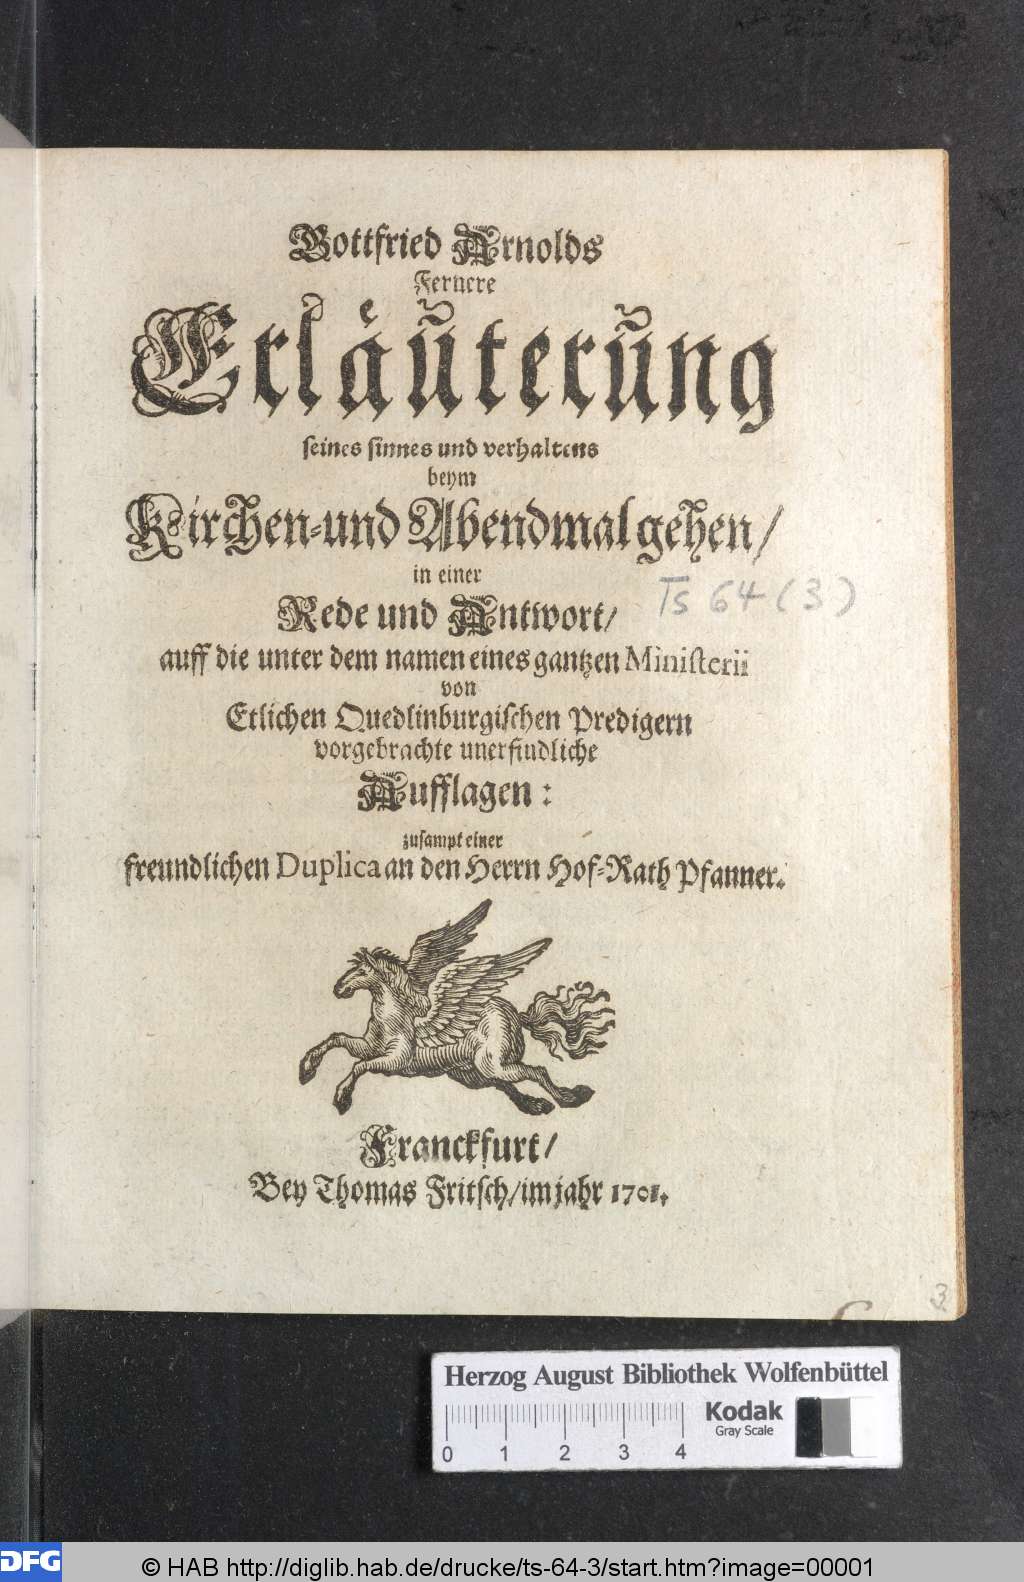 Gottfried Arnolds
Fernere
Erläuterung
seines sinnes und verhaltens
beym
Kirchen-und Abendmalgehen/
in einer
Rede und Antwort/
Ts 64 (3)
auff die unter dem namen eines gantzen Ministerii
von
Etlichen Quedlinburgischen Predigern
vorgebrachte unerfindliche
Aufflagen:
zusampt einer
freundlichen Duplica an den Herrn Hof-Rath Pfanner.
Franckfurt/
Bey Thomas Fritsch/im jahr 1701.
3
Herzog August Bibliothek Wolfenbüttel
Kodak
Gray Scale
0 1 2 3 4
DFG
© HAB http://diglib.hab.de/drucke/ts-64-3/start.htm?image=00001